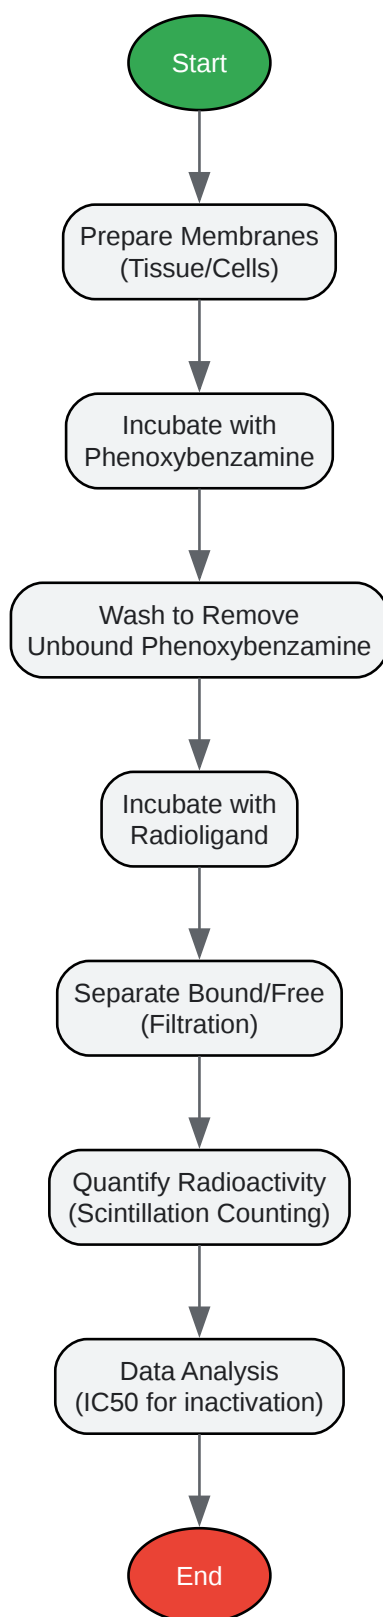 Start
Prepare Membranes
(Tissue/Cells)
Incubate with
Phenoxybenzamine
Wash to Remove
Unbound Phenoxybenzamine
Incubate with
Radioligand
Separate Bound/Free
(Filtration)
Quantify Radioactivity
(Scintillation Counting)
Data Analysis
(IC50 for inactivation)
End